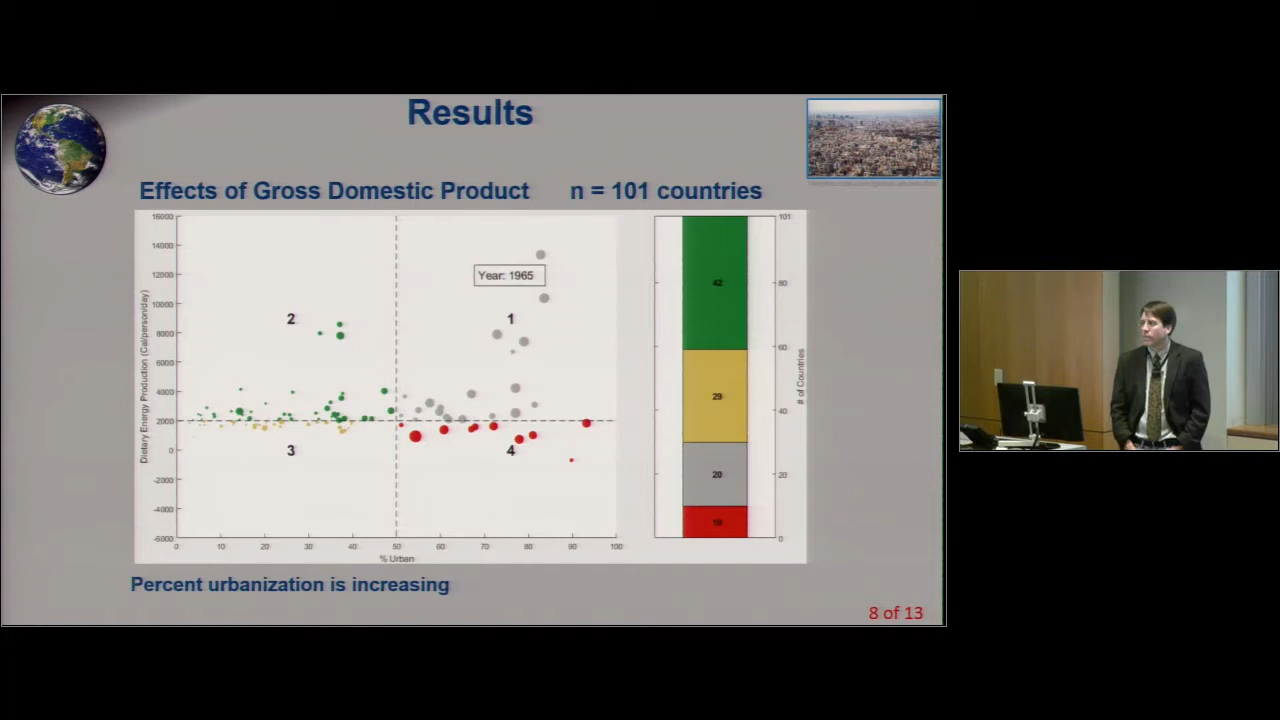 Results
Effects of Gross Domestic Product n = 101 countries
16000
14000
12000
10000
8000
6000
4000
2000
0
-2000
-4000
-6000
Dietary Energy Production (Cal/person/day)
Year: 1965
2
1
3
4
0 10 20 30 40 50 60 70 80 90 100
% Urban
101
80
60
40
20
0
# of Countries
42
29
20
10
Percent urbanization is increasing
8 of 13